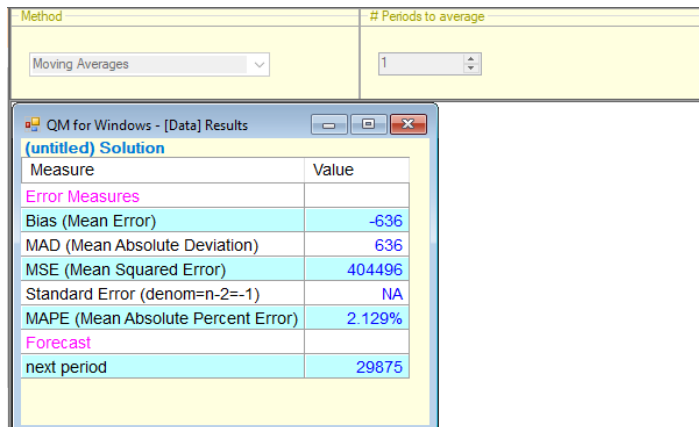 Method
# Periods to average
Moving Averages
1
QM for Windows - [Data] Results
(untitled) Solution
Measure Value
Error Measures
Bias (Mean Error) -636
MAD (Mean Absolute Deviation) 636
MSE (Mean Squared Error) 404496
Standard Error (denom=n-2=-1) NA
MAPE (Mean Absolute Percent Error) 2.129%
Forecast
next period 29875